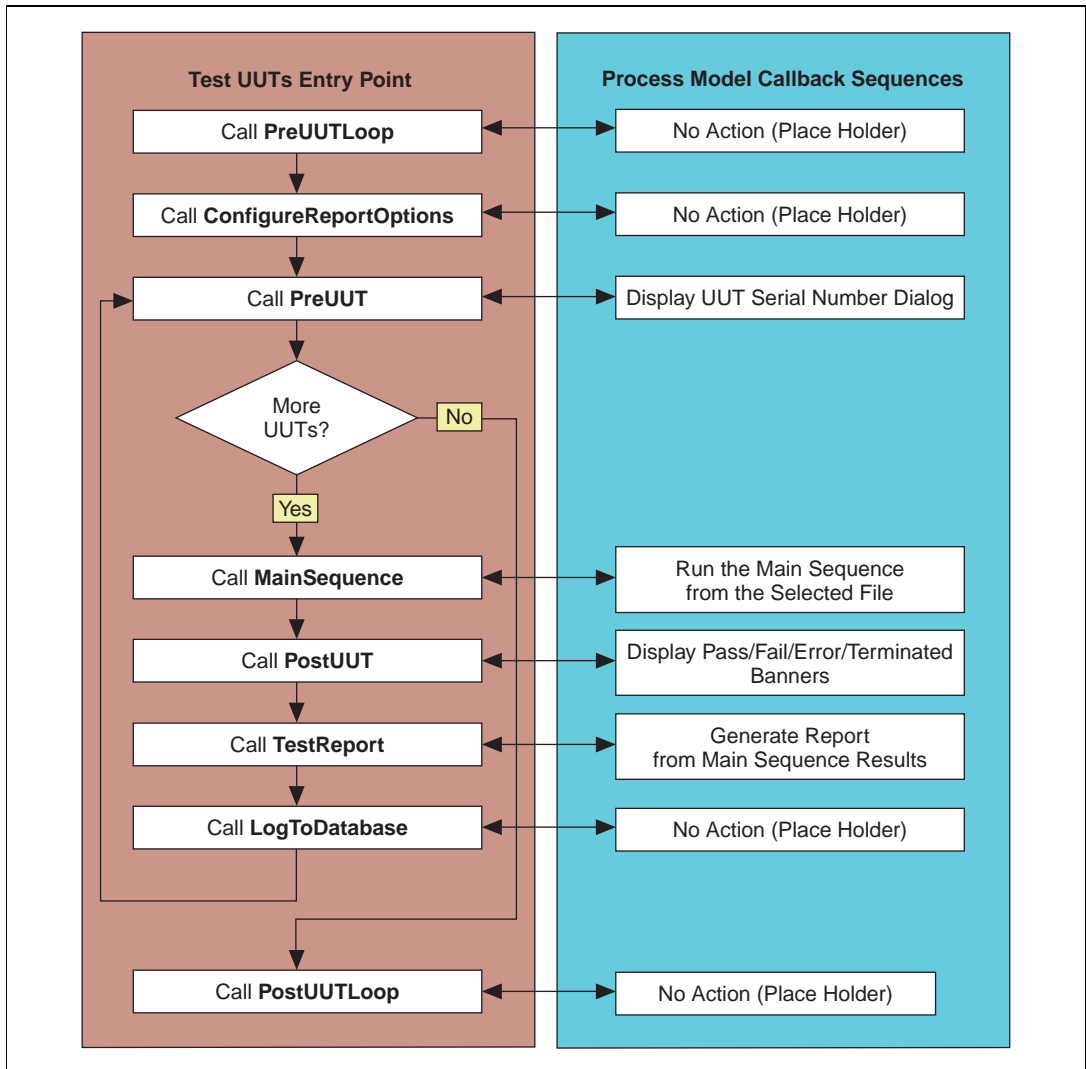 Test UUTs Entry Point
Process Model Callback Sequences
Call PreUUTLoop
No Action (Place Holder)
Call ConfigureReportOptions
No Action (Place Holder)
Call PreUUT
Display UUT Serial Number Dialog
More
UUTs?
No
Yes
Call MainSequence
Run the Main Sequence
from the Selected File
Call PostUUT
Display Pass/Fail/Error/Terminated
Banners
Call TestReport
Generate Report
from Main Sequence Results
Call LogToDatabase
No Action (Place Holder)
Call PostUUTLoop
No Action (Place Holder)